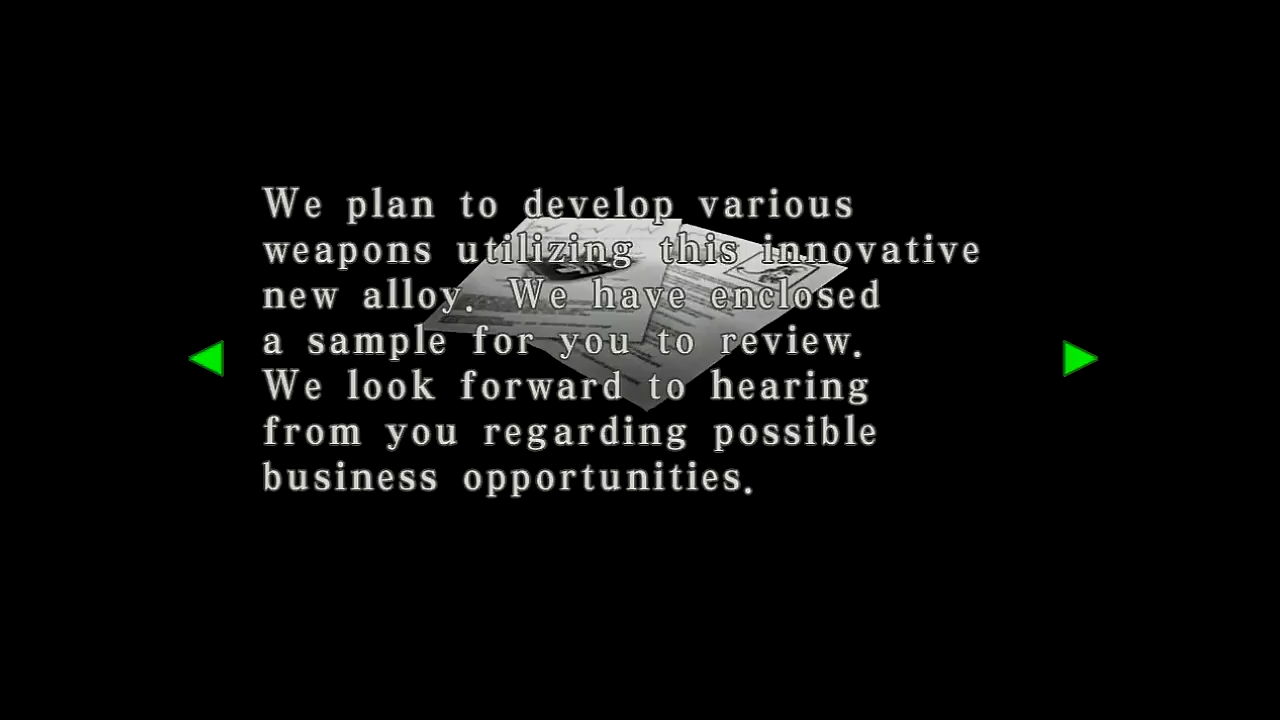 We plan to develop various
weapons utilizing this innovative
new alloy. We have enclosed
a sample for you to review.
We look forward to hearing
from you regarding possible
business opportunities.